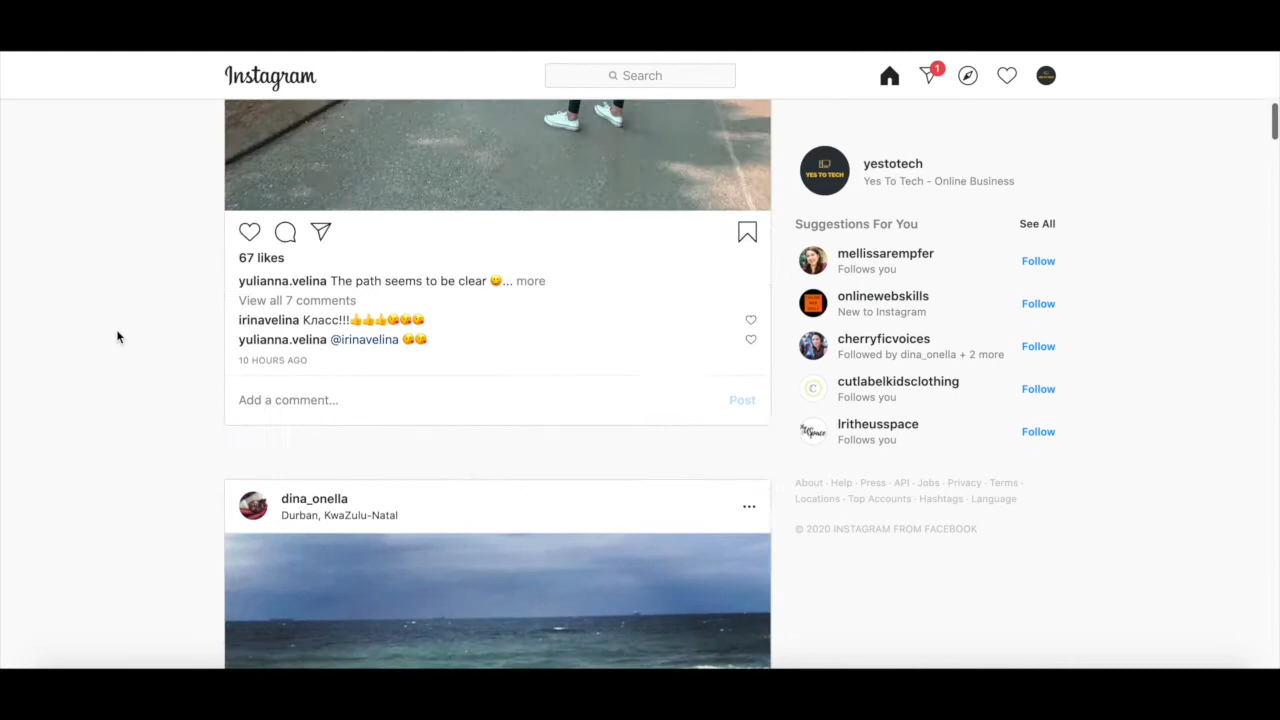 Instagram
Search
1
yestotech
Yes To Tech - Online Business
YES TO TECH
Suggestions For You
See All
mellissarempfer
Follows you
Follow
onlinewebskills
New to Instagram
Follow
cherryficvoices
Followed by dina_onella + 2 more
Follow
cutlabelkidsclothing
Follows you
Follow
lritheusspace
Follows you
Follow
About · Help · Press · API · Jobs · Privacy · Terms ·
Locations · Top Accounts · Hashtags · Language
© 2020 INSTAGRAM FROM FACEBOOK
67 likes
yulianna.velina The path seems to be clear 😀... more
View all 7 comments
irinavelina Класс!!!👍👍👍😘😘😘
yulianna.velina @irinavelina 😘😘
10 HOURS AGO
Add a comment...
Post
dina_onella
Durban, KwaZulu-Natal